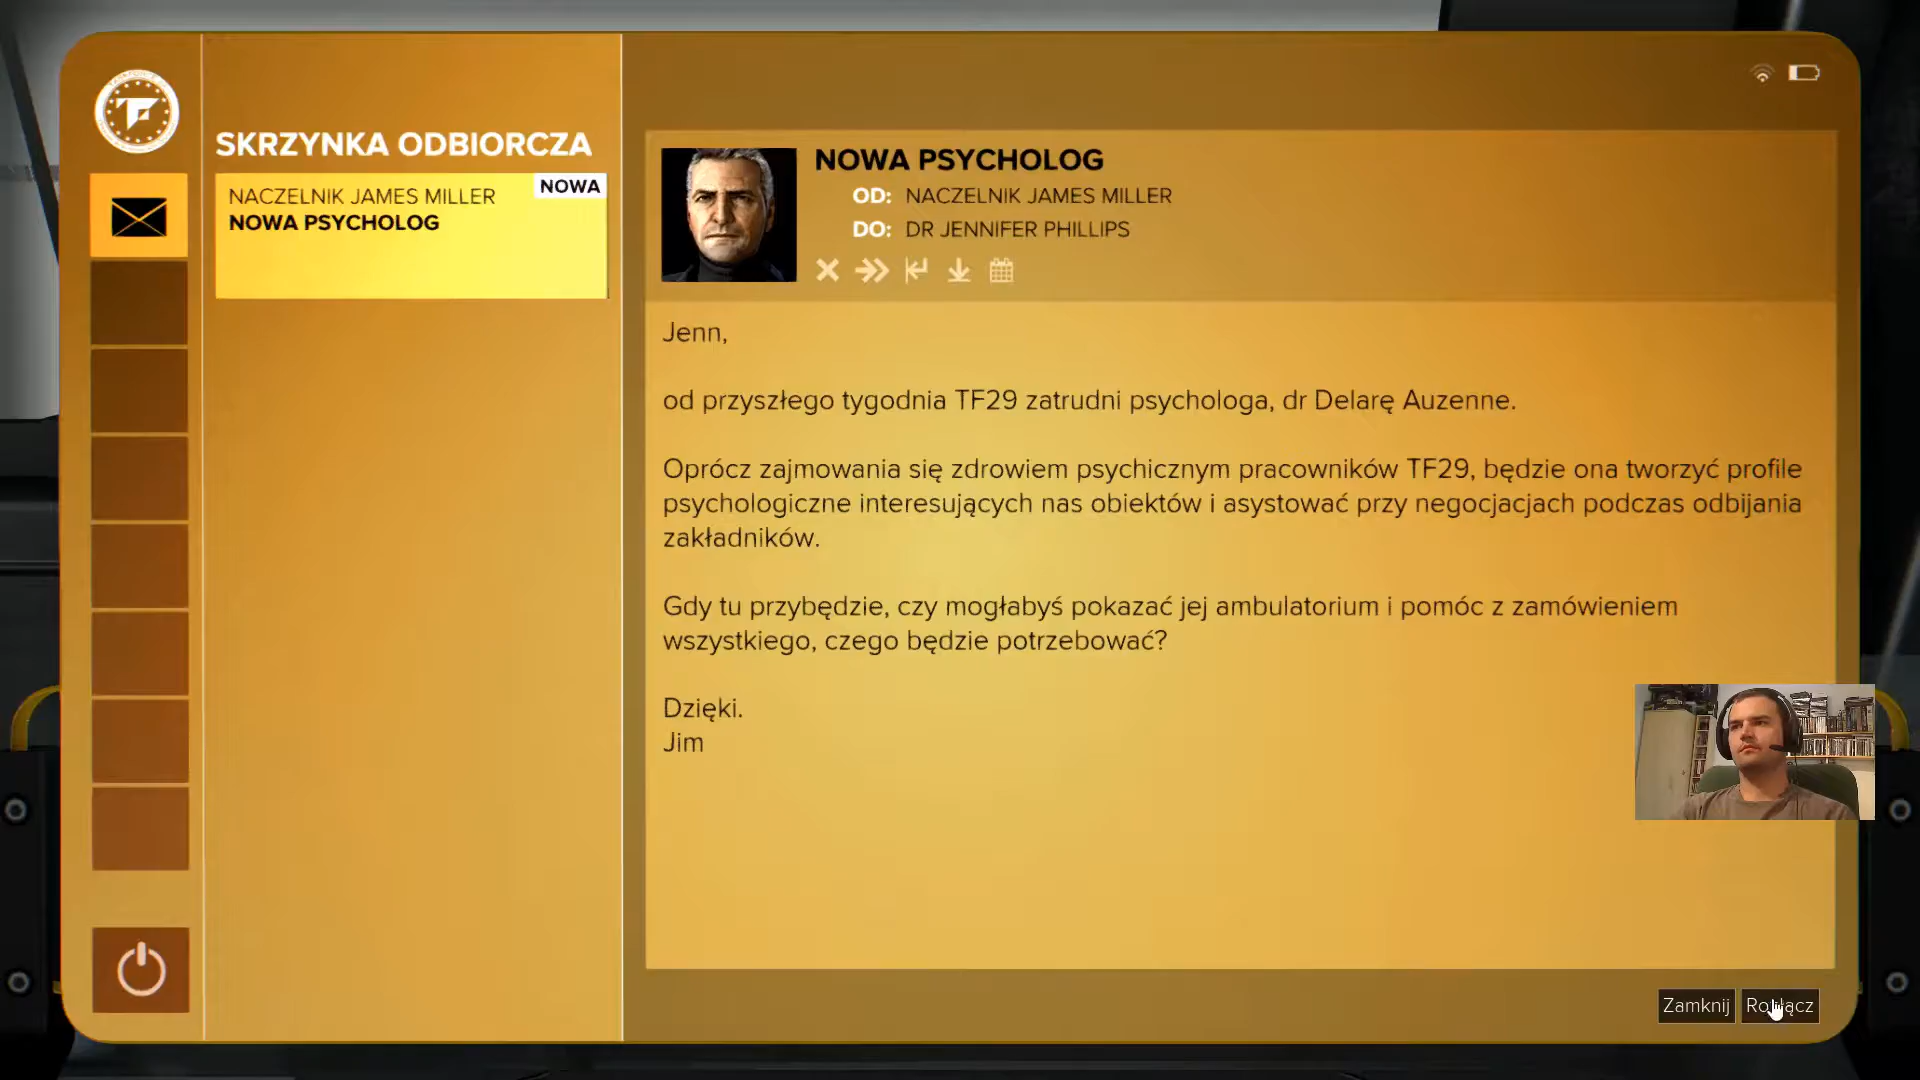 SKRZYNKA ODBIORCZA
NACZELNIK JAMES MILLER
NOWA
NOWA PSYCHOLOG
NOWA PSYCHOLOG
OD: NACZELNIK JAMES MILLER
DO: DR JENNIFER PHILLIPS
Jenn,
od przyszłego tygodnia TF29 zatrudni psychologa, dr Delarę Auzenne.
Oprócz zajmowania się zdrowiem psychicznym pracowników TF29, będzie ona tworzyć profile
psychologiczne interesujących nas obiektów i asystować przy negocjacjach podczas odbijania
zakładników.
Gdy tu przybędzie, czy mogłabyś pokazać jej ambulatorium i pomóc z zamówieniem
wszystkiego, czego będzie potrzebować?
Dzięki.
Jim
Zamknij